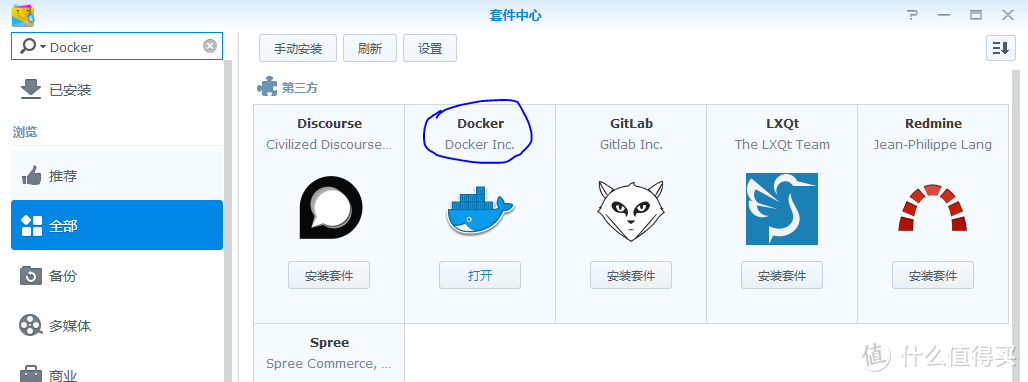 套件中心
Docker
手动安装
刷新
设置
已安装
浏览
推荐
全部
备份
多媒体
商业
第三方
Discourse
Civilized Discourse...
安装套件
Docker
Docker Inc.
打开
GitLab
Gitlab Inc.
安装套件
LXQt
The LXQt Team
安装套件
Redmine
Jean-Philippe Lang
安装套件
Spree
Spree Commerce, ...
值 什么值得买